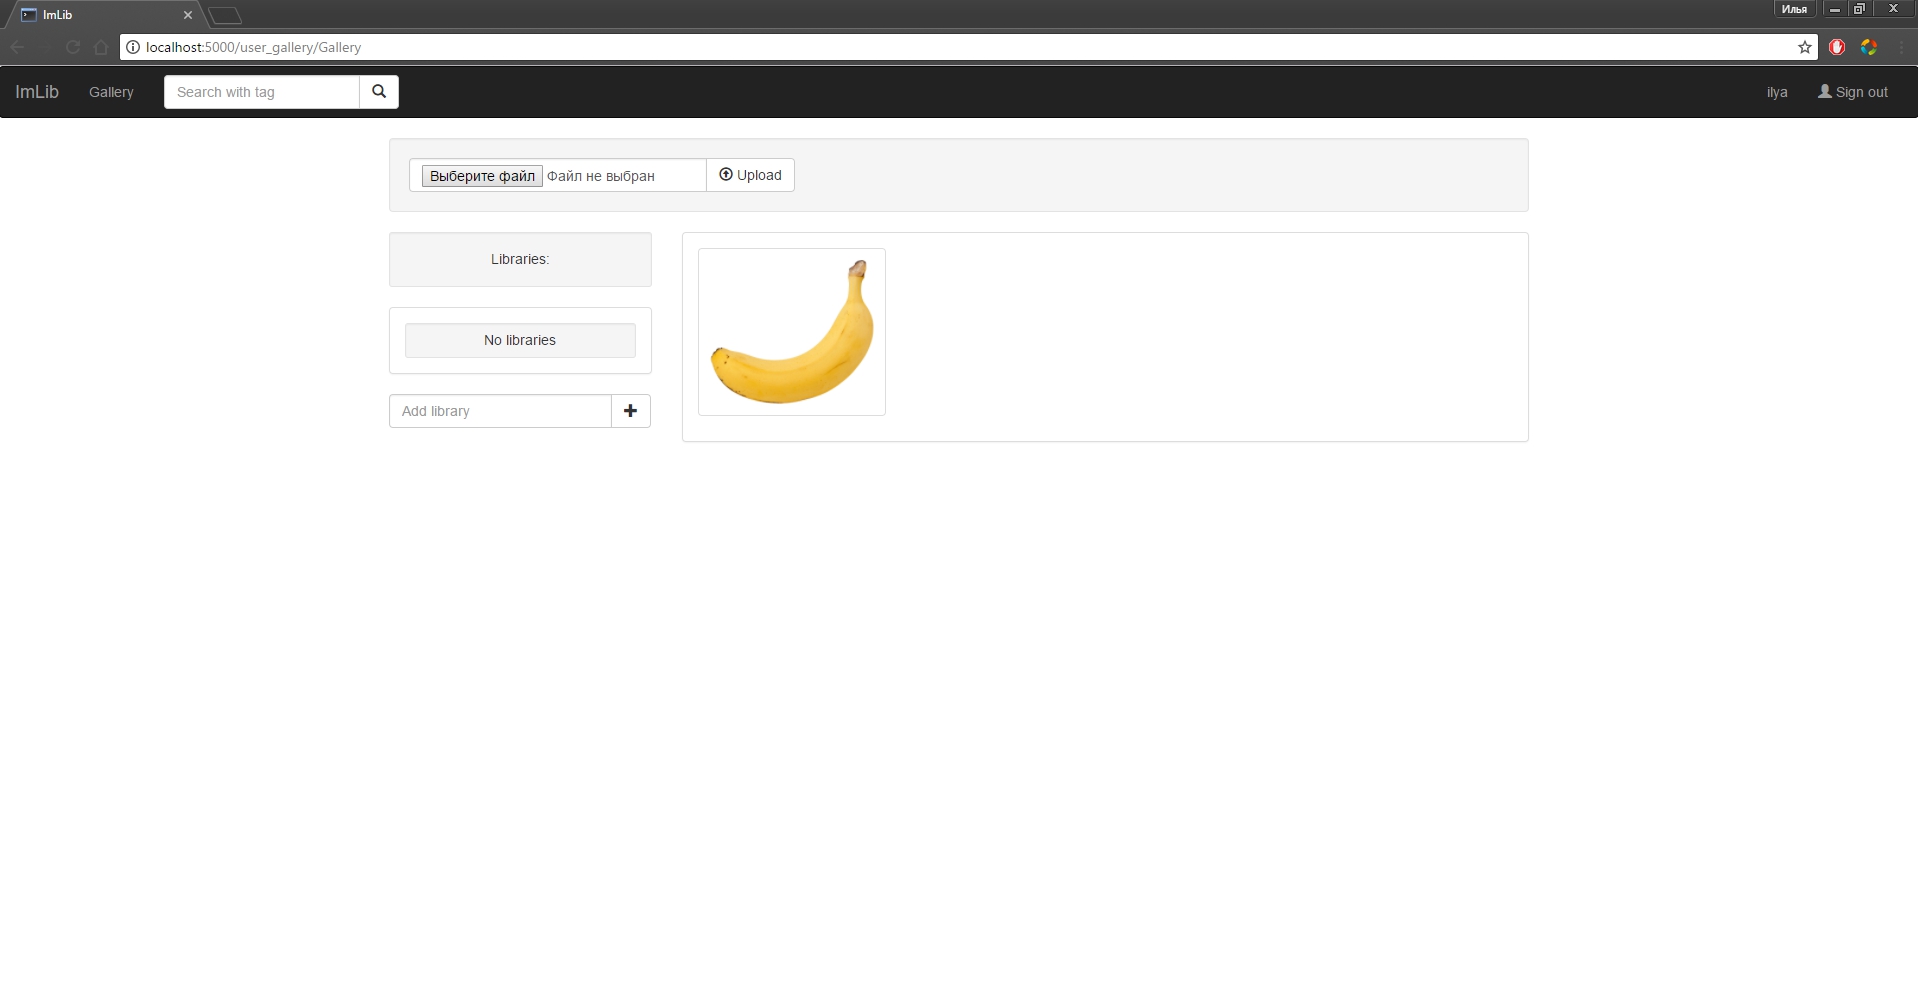 ImLib
Илья
localhost:5000/user_gallery/Gallery
ImLib Gallery Search with tag ilya Sign out
Выберите файл Файл не выбран Upload
Libraries:
No libraries
Add library